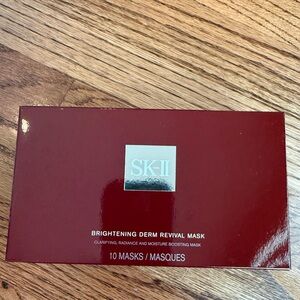 SK-II
BRIGHTENING DERM REVIVAL MASK
CLARIFYING, RADIANCE AND MOISTURE BOOSTING MASK
10 MASKS / MASQUES